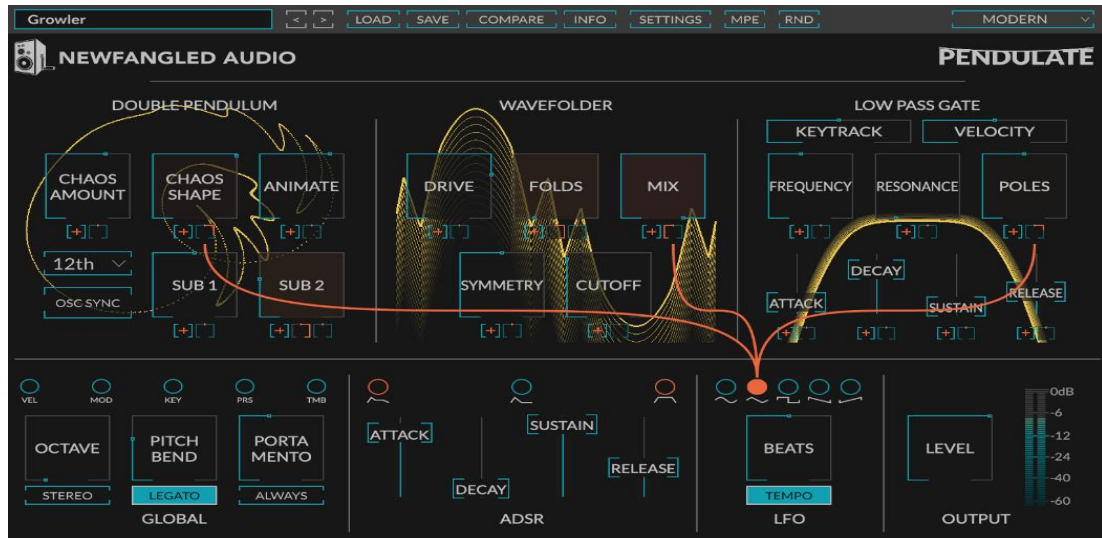 Growler < > LOAD SAVE COMPARE INFO SETTINGS MPE RND MODERN
NEWFANGLED AUDIO PENDULATE
DOUBLE PENDULUM WAVEFOLDER LOW PASS GATE
KEYTRACK VELOCITY
CHAOS AMOUNT
CHAOS SHAPE
ANIMATE
DRIVE FOLDS MIX
FREQUENCY RESONANCE POLES
12th
OSC SYNC
SUB 1 SUB 2
SYMMETRY CUTOFF
ATTACK DECAY SUSTAIN RELEASE
VEL MOD KEY PRS TMB
OCTAVE
PITCH BEND
PORTA MENTO
STEREO LEGATO ALWAYS
GLOBAL
ATTACK DECAY SUSTAIN RELEASE
ADSR
BEATS
TEMPO
LFO
LEVEL
0dB
-6
-12
-24
-40
-60
OUTPUT